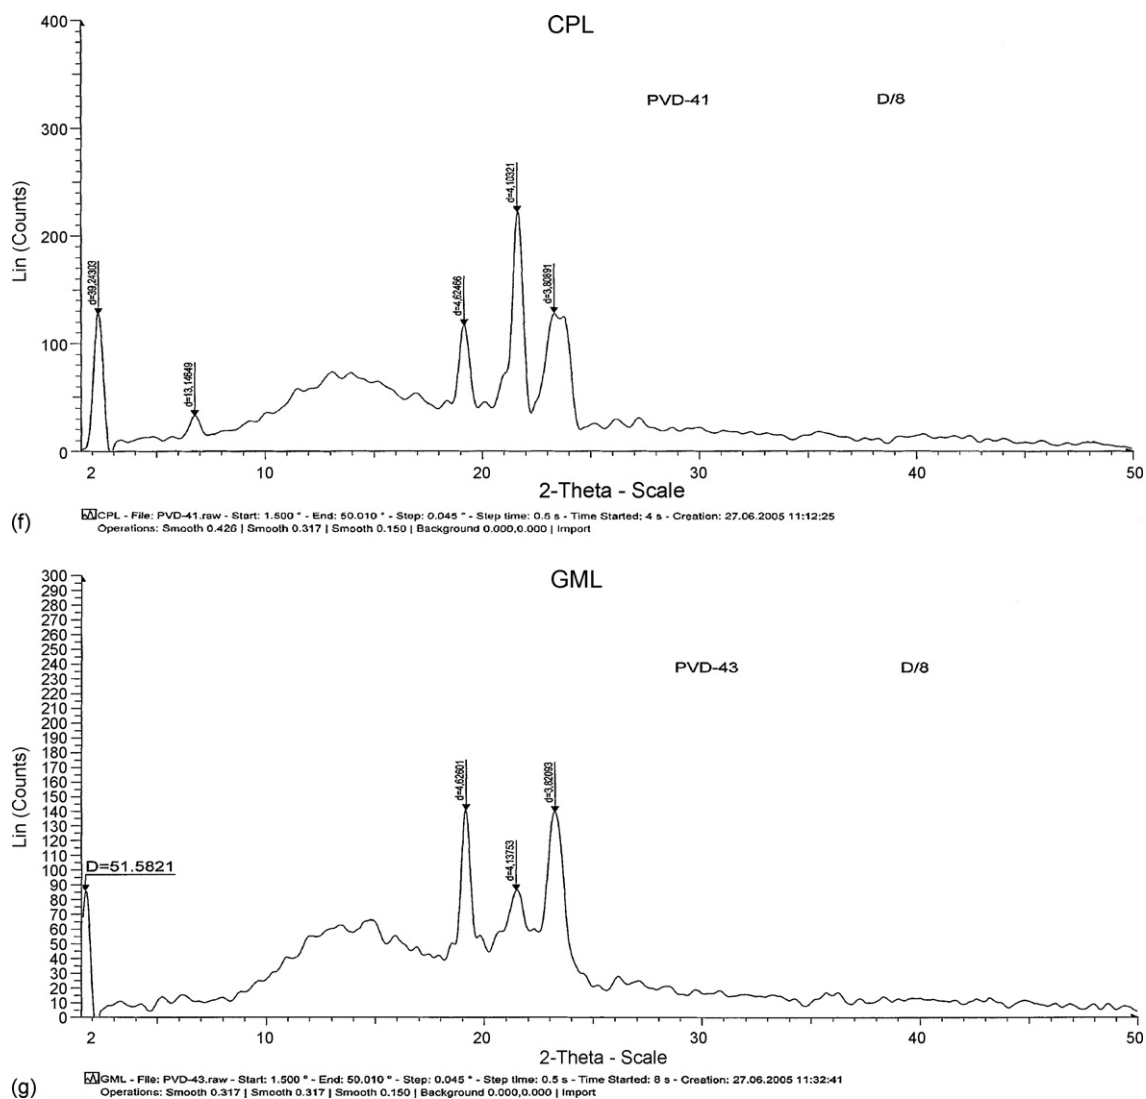 CPL
400
300
200
100
0
Lin (Counts)
PVD-41 D/8
d=39,24303
d=13,14649
d=4,62466
d=4,10321
d=3,80891
2 10 20 30 40 50
2-Theta - Scale
(f)
CPL - File: PVD-41.raw - Start: 1.500 ° - End: 50.010 ° - Step: 0.045 ° - Step time: 0.5 s - Time Started: 4 s - Creation: 27.06.2005 11:12:25
Operations: Smooth 0.426 | Smooth 0.317 | Smooth 0.150 | Background 0.000,0.000 | Import
GML
300
290
280
270
260
250
240
230
220
210
200
190
180
170
160
150
140
130
120
110
100
90
80
70
60
50
40
30
20
10
0
Lin (Counts)
PVD-43 D/8
D=51.5821
d=4,62601
d=4,13753
d=3,82093
2 10 20 30 40 50
2-Theta - Scale
(g)
GML - File: PVD-43.raw - Start: 1.500 ° - End: 50.010 ° - Step: 0.045 ° - Step time: 0.5 s - Time Started: 8 s - Creation: 27.06.2005 11:32:41
Operations: Smooth 0.317 | Smooth 0.317 | Smooth 0.150 | Background 0.000,0.000 | Import